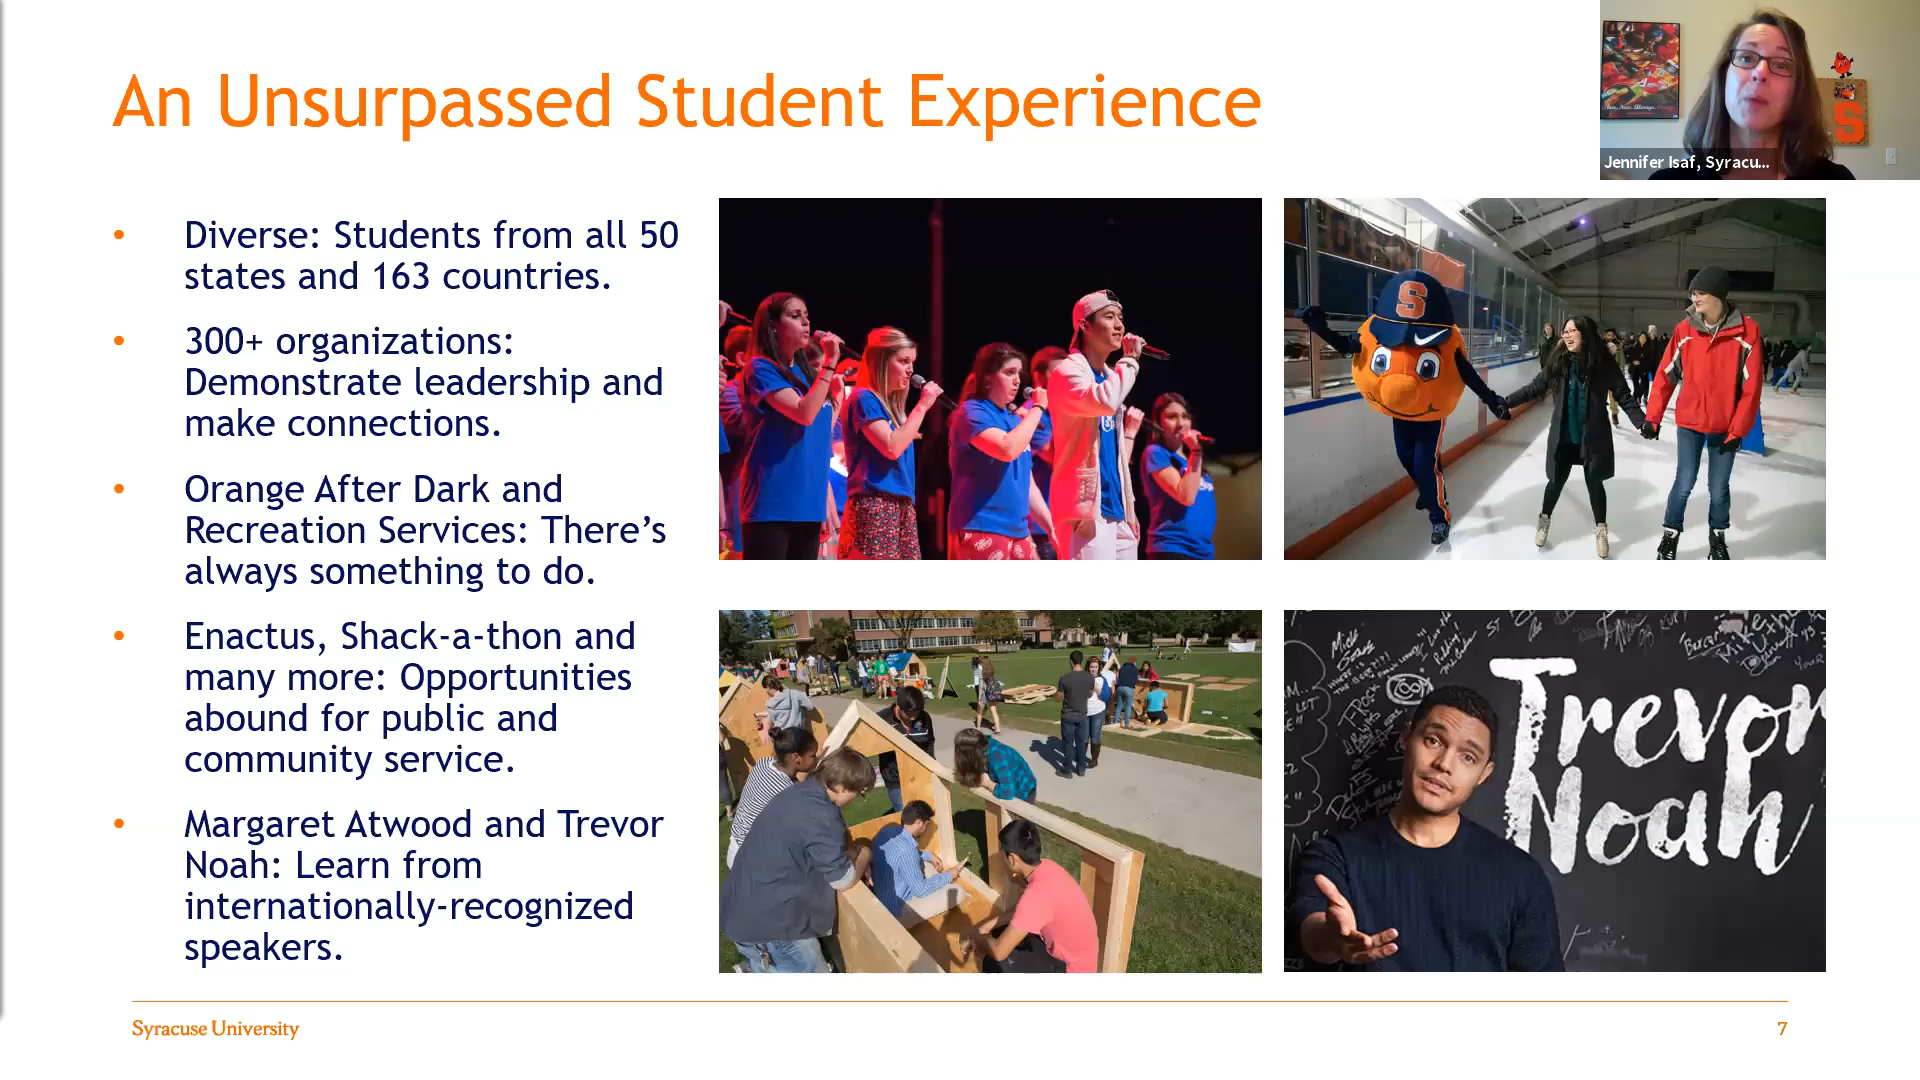 An Unsurpassed Student Experience
Jennifer Isaf, Syracu...
S
• Diverse: Students from all 50
states and 163 countries.
• 300+ organizations:
Demonstrate leadership and
make connections.
• Orange After Dark and
Recreation Services: There’s
always something to do.
• Enactus, Shack-a-thon and
many more: Opportunities
abound for public and
community service.
• Margaret Atwood and Trevor
Noah: Learn from
internationally-recognized
speakers.
S
Trevor
Noah
Syracuse University
7